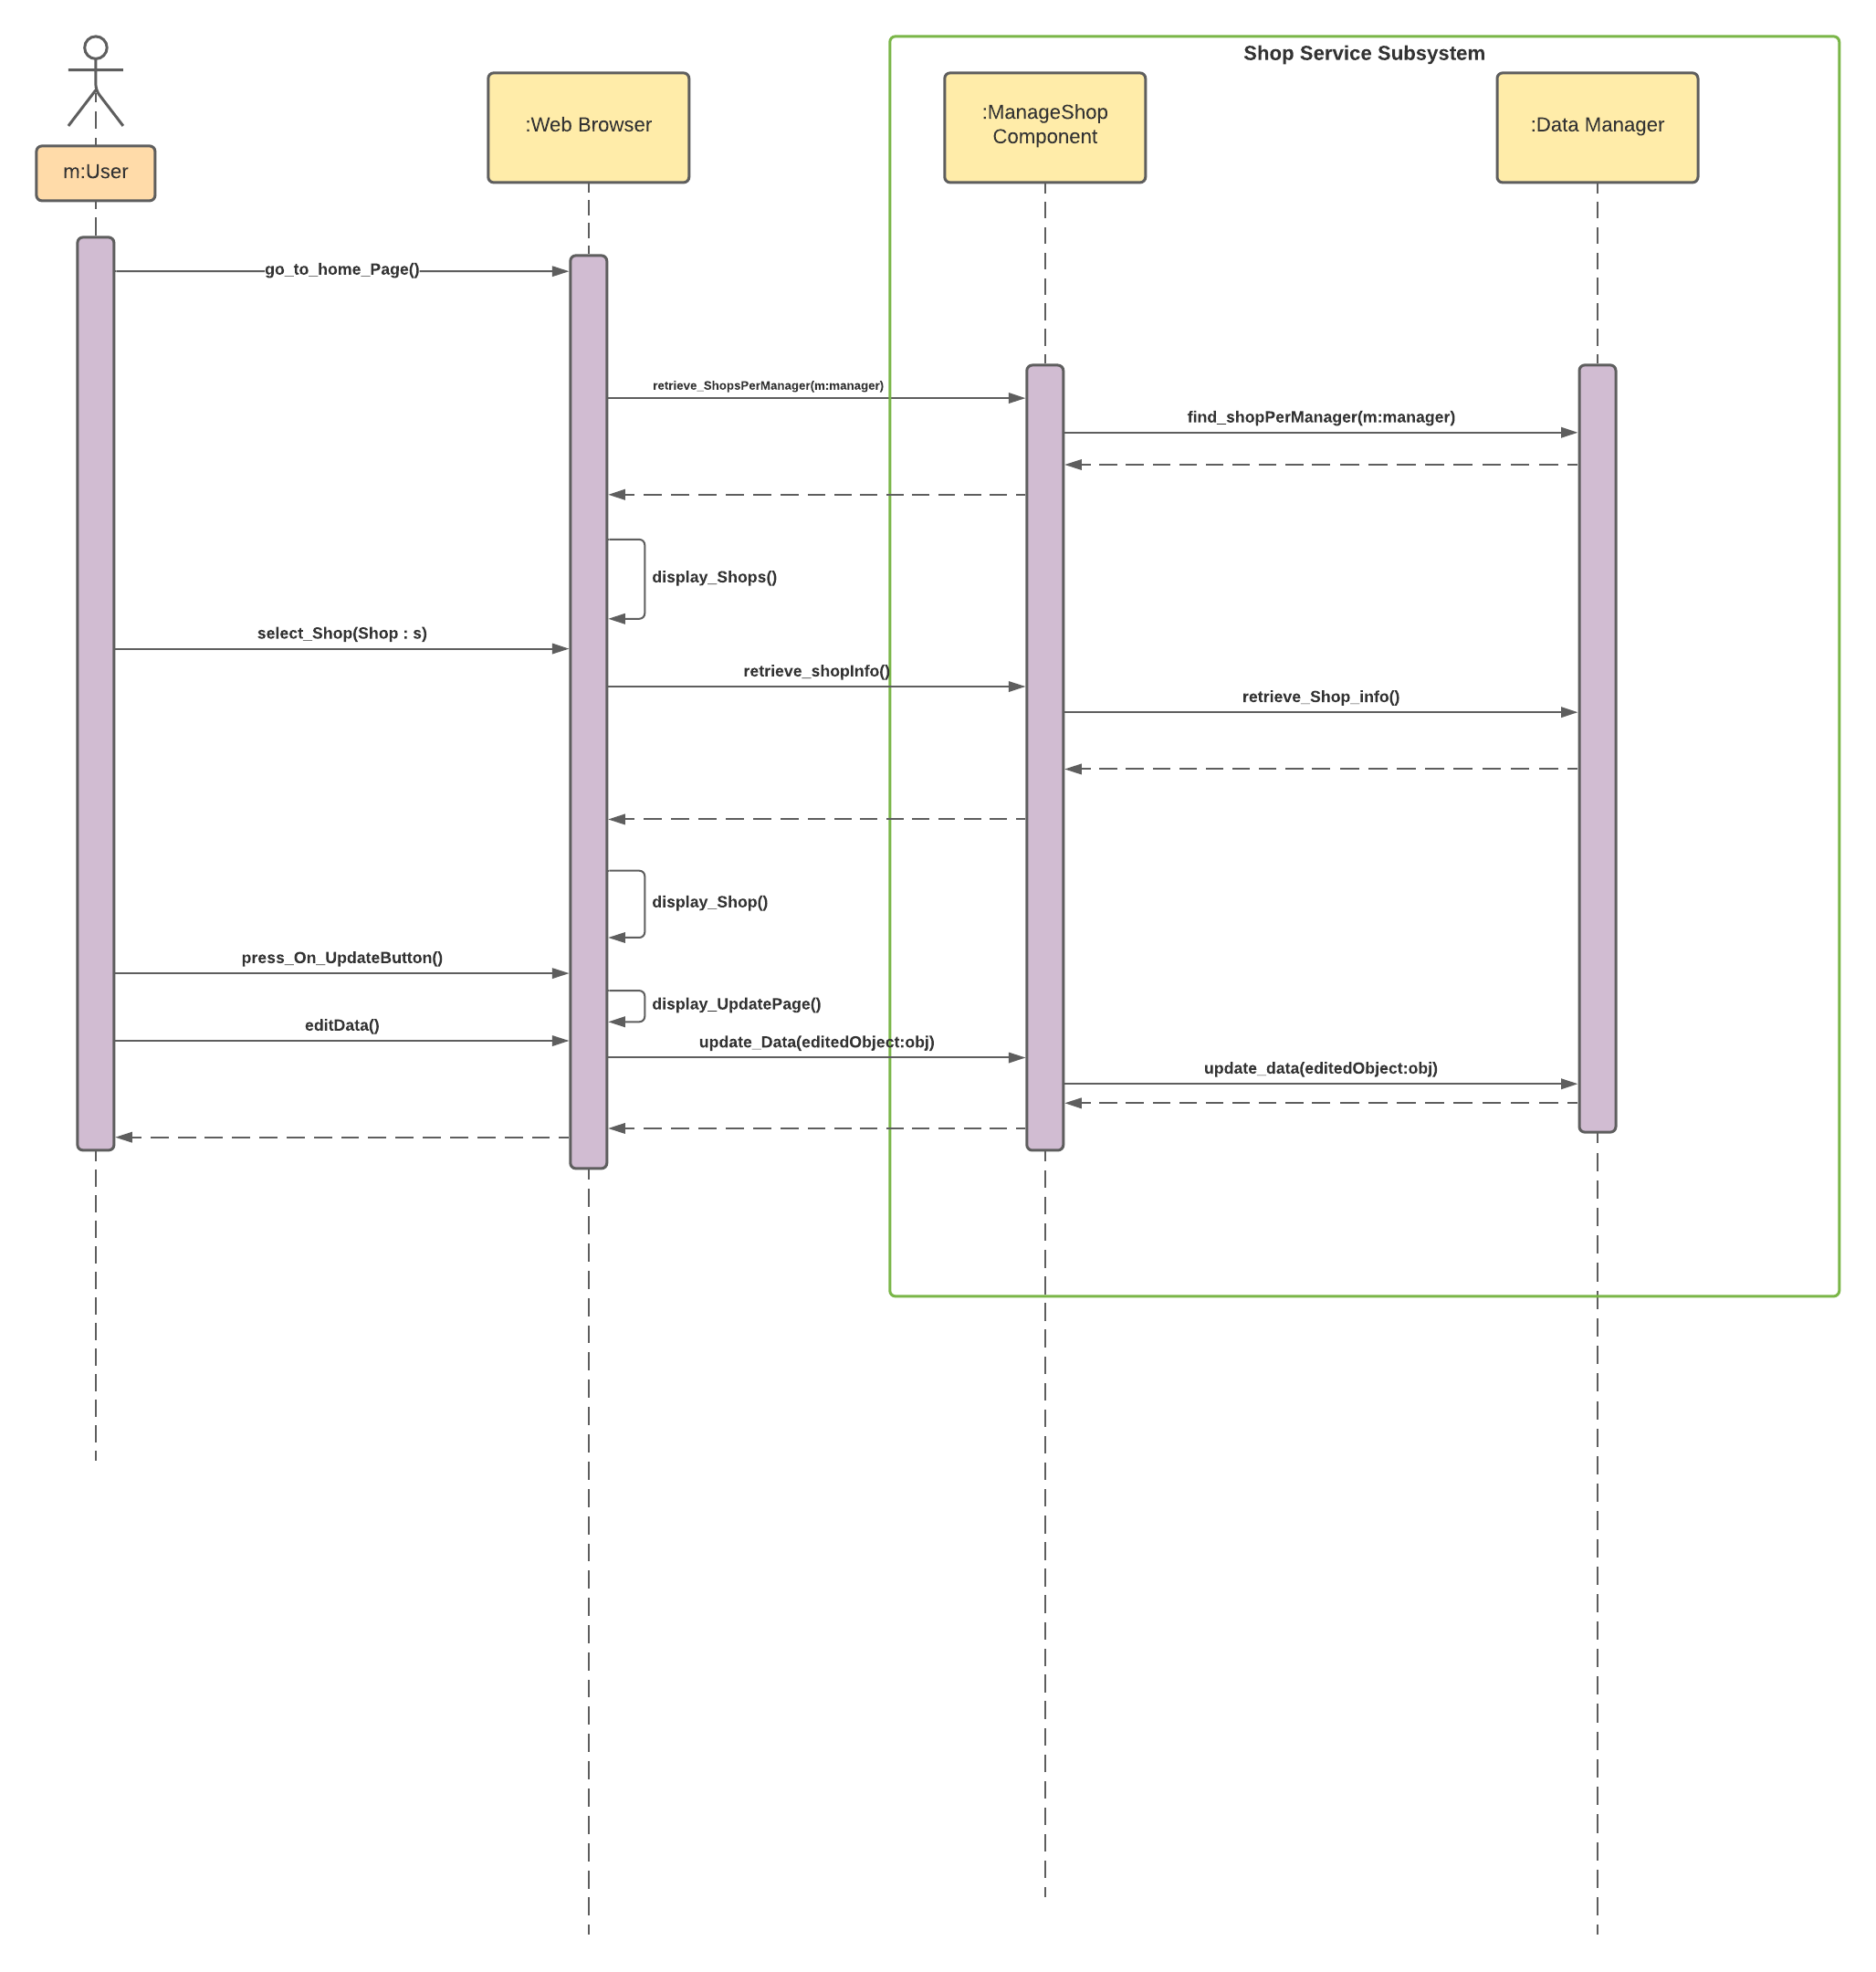 Shop Service Subsystem
:Web Browser
:ManageShop
Component
:Data Manager
m:User
go_to_home_Page()
retrieve_ShopsPerManager(m:manager)
find_shopPerManager(m:manager)
display_Shops()
select_Shop(Shop : s)
retrieve_shopInfo()
retrieve_Shop_info()
display_Shop()
press_On_UpdateButton()
display_UpdatePage()
editData()
update_Data(editedObject:obj)
update_data(editedObject:obj)